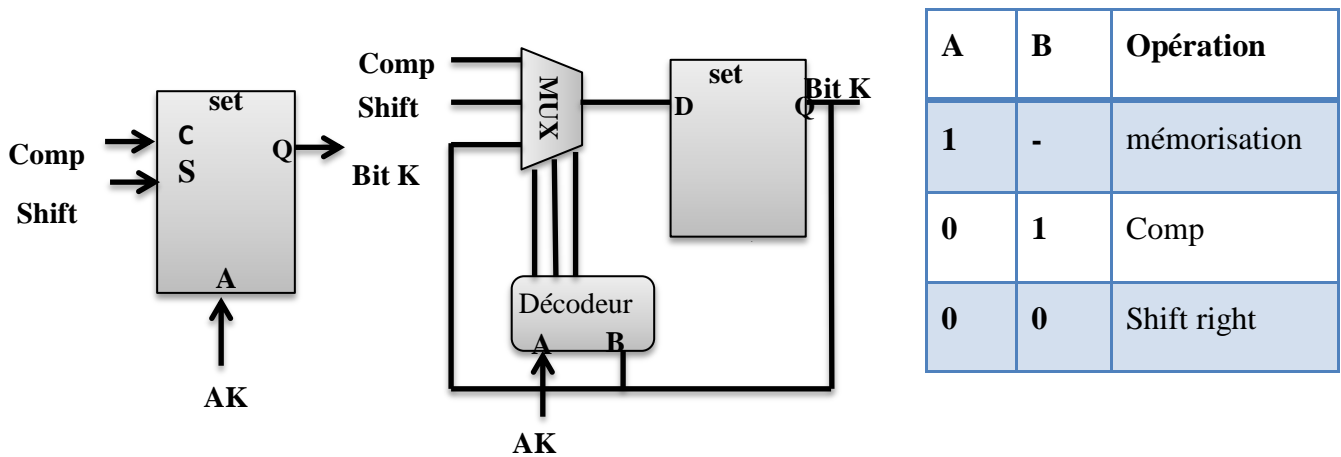 set
C
S
Q
A
Comp
Shift
Bit K
AK
Comp
Shift
MUX
set
D
Q
Bit K
Décodeur
A
B
AK
A B Opération
1 - mémorisation
0 1 Comp
0 0 Shift right